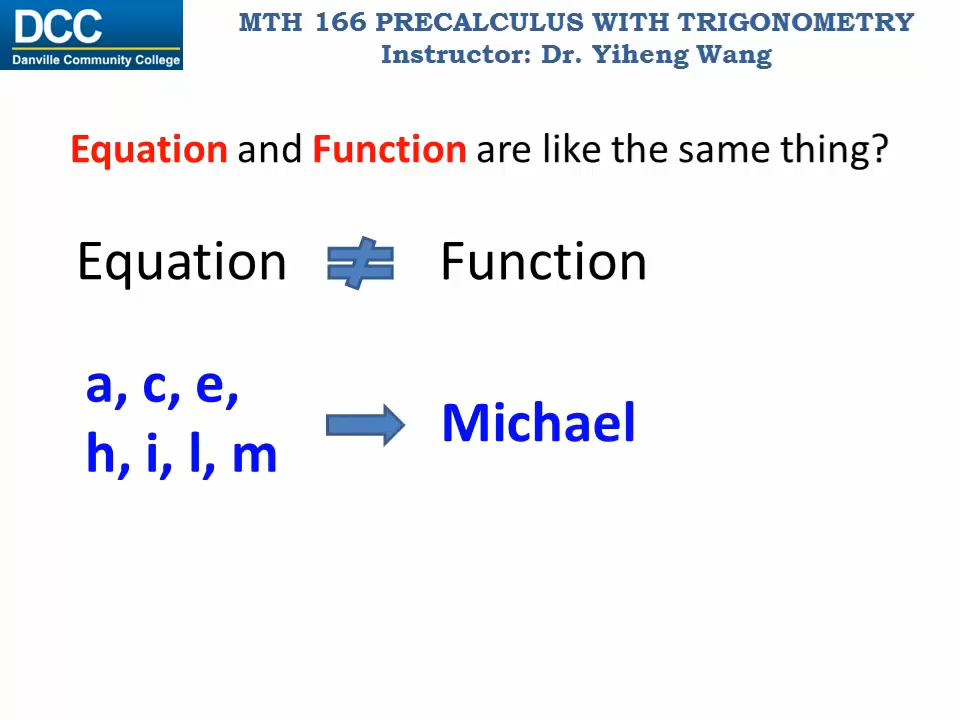 DCC
Danville Community College
MTH 166 PRECALCULUS WITH TRIGONOMETRY
Instructor: Dr. Yiheng Wang
Equation and Function are like the same thing?
Equation ≠ Function
a, c, e,
h, i, l, m
Michael